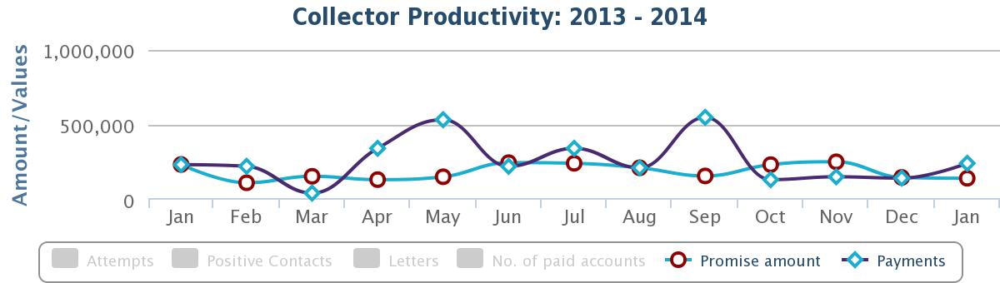 Collector Productivity: 2013 - 2014
Amount/Values
1,000,000
500,000
0
Jan Feb Mar Apr May Jun Jul Aug Sep Oct Nov Dec Jan
Attempts Positive Contacts Letters No. of paid accounts Promise amount Payments